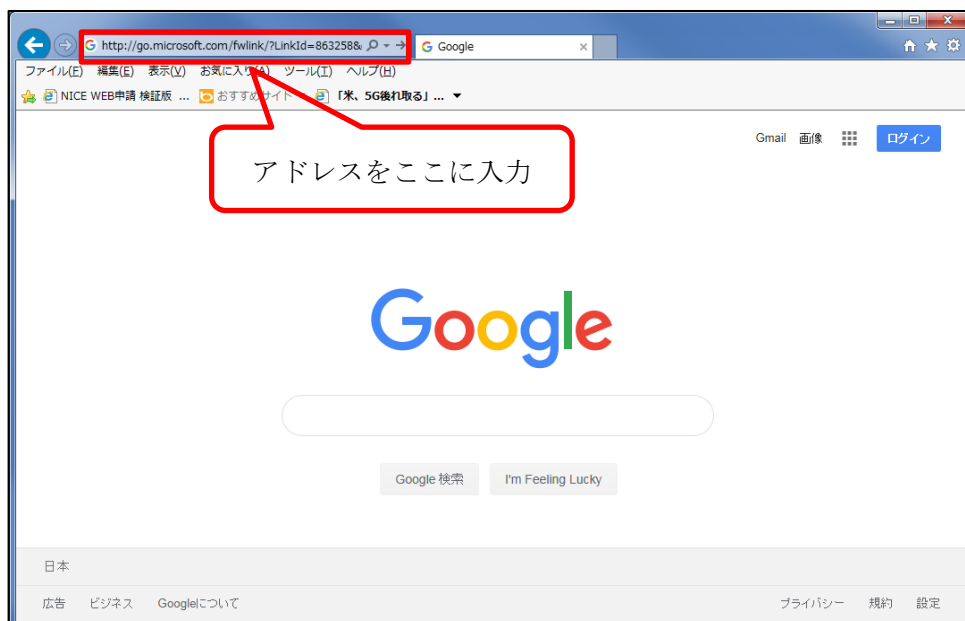 http://go.microsoft.com/fwlink/?LinkId=863258& Google
ファイル(F) 編集(E) 表示(V) お気に入り(A) ツール(T) ヘルプ(H)
NICE WEB申請 検証版 ... おすすめサイト 「米、5G後れ取る」...
アドレスをここに入力
Gmail 画像 ログイン
Google
Google 検索 I'm Feeling Lucky
日本
広告 ビジネス Googleについて プライバシー 規約 設定